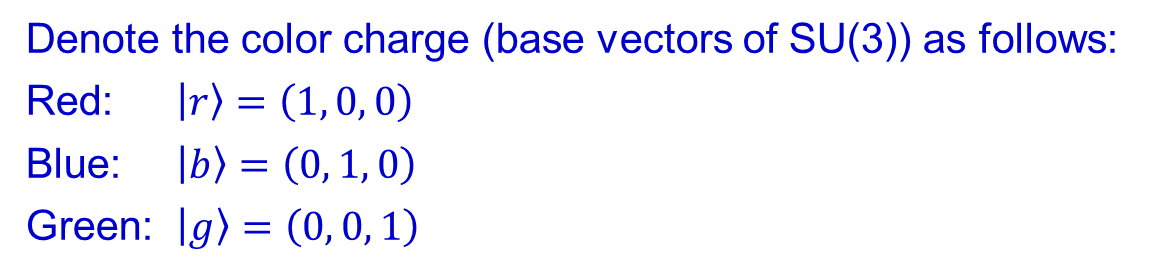 Denote the color charge (base vectors of SU(3)) as follows:
Red: |r⟩ = (1, 0, 0)
Blue: |b⟩ = (0, 1, 0)
Green: |g⟩ = (0, 0, 1)